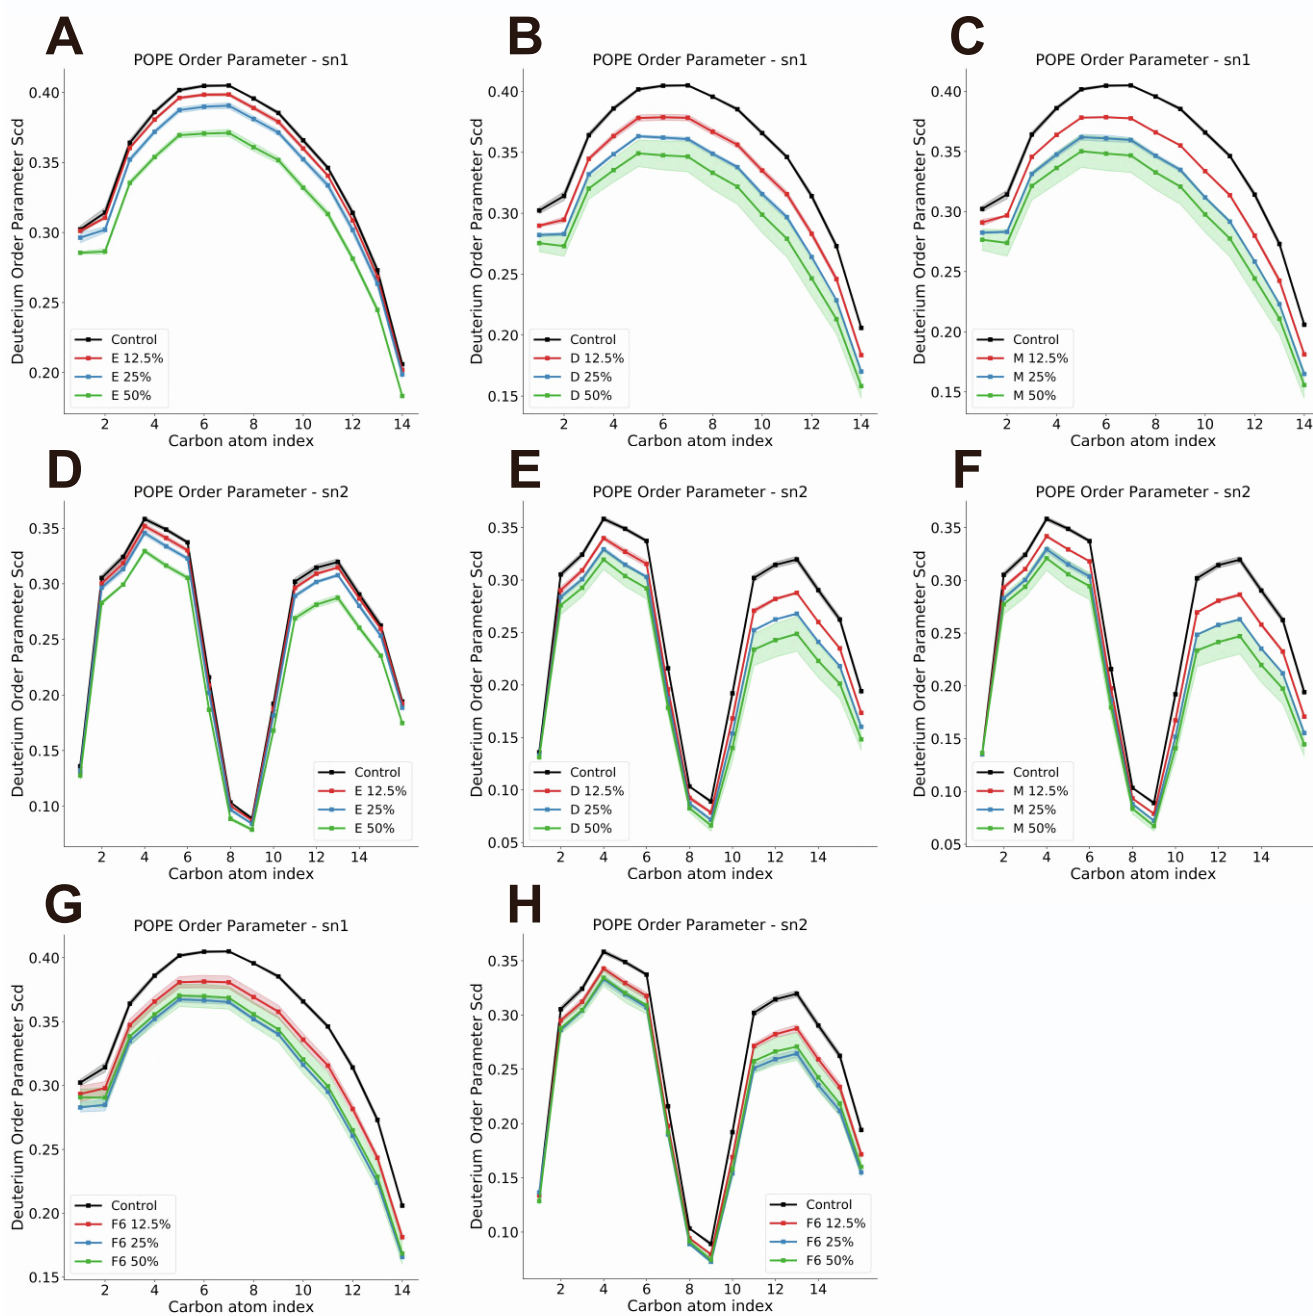 A
POPE Order Parameter - sn1
Deuterium Order Parameter Scd
0.40
0.35
0.30
0.25
0.20
Control
E 12.5%
E 25%
E 50%
2 4 6 8 10 12 14
Carbon atom index
B
POPE Order Parameter - sn1
Deuterium Order Parameter Scd
0.40
0.35
0.30
0.25
0.20
0.15
Control
D 12.5%
D 25%
D 50%
2 4 6 8 10 12 14
Carbon atom index
C
POPE Order Parameter - sn1
Deuterium Order Parameter Scd
0.40
0.35
0.30
0.25
0.20
0.15
Control
M 12.5%
M 25%
M 50%
2 4 6 8 10 12 14
Carbon atom index
D
POPE Order Parameter - sn2
Deuterium Order Parameter Scd
0.35
0.30
0.25
0.20
0.15
0.10
Control
E 12.5%
E 25%
E 50%
2 4 6 8 10 12 14
Carbon atom index
E
POPE Order Parameter - sn2
Deuterium Order Parameter Scd
0.35
0.30
0.25
0.20
0.15
0.10
0.05
Control
D 12.5%
D 25%
D 50%
2 4 6 8 10 12 14
Carbon atom index
F
POPE Order Parameter - sn2
Deuterium Order Parameter Scd
0.35
0.30
0.25
0.20
0.15
0.10
0.05
Control
M 12.5%
M 25%
M 50%
2 4 6 8 10 12 14
Carbon atom index
G
POPE Order Parameter - sn1
Deuterium Order Parameter Scd
0.40
0.35
0.30
0.25
0.20
0.15
Control
F6 12.5%
F6 25%
F6 50%
2 4 6 8 10 12 14
Carbon atom index
H
POPE Order Parameter - sn2
Deuterium Order Parameter Scd
0.35
0.30
0.25
0.20
0.15
0.10
Control
F6 12.5%
F6 25%
F6 50%
2 4 6 8 10 12 14
Carbon atom index